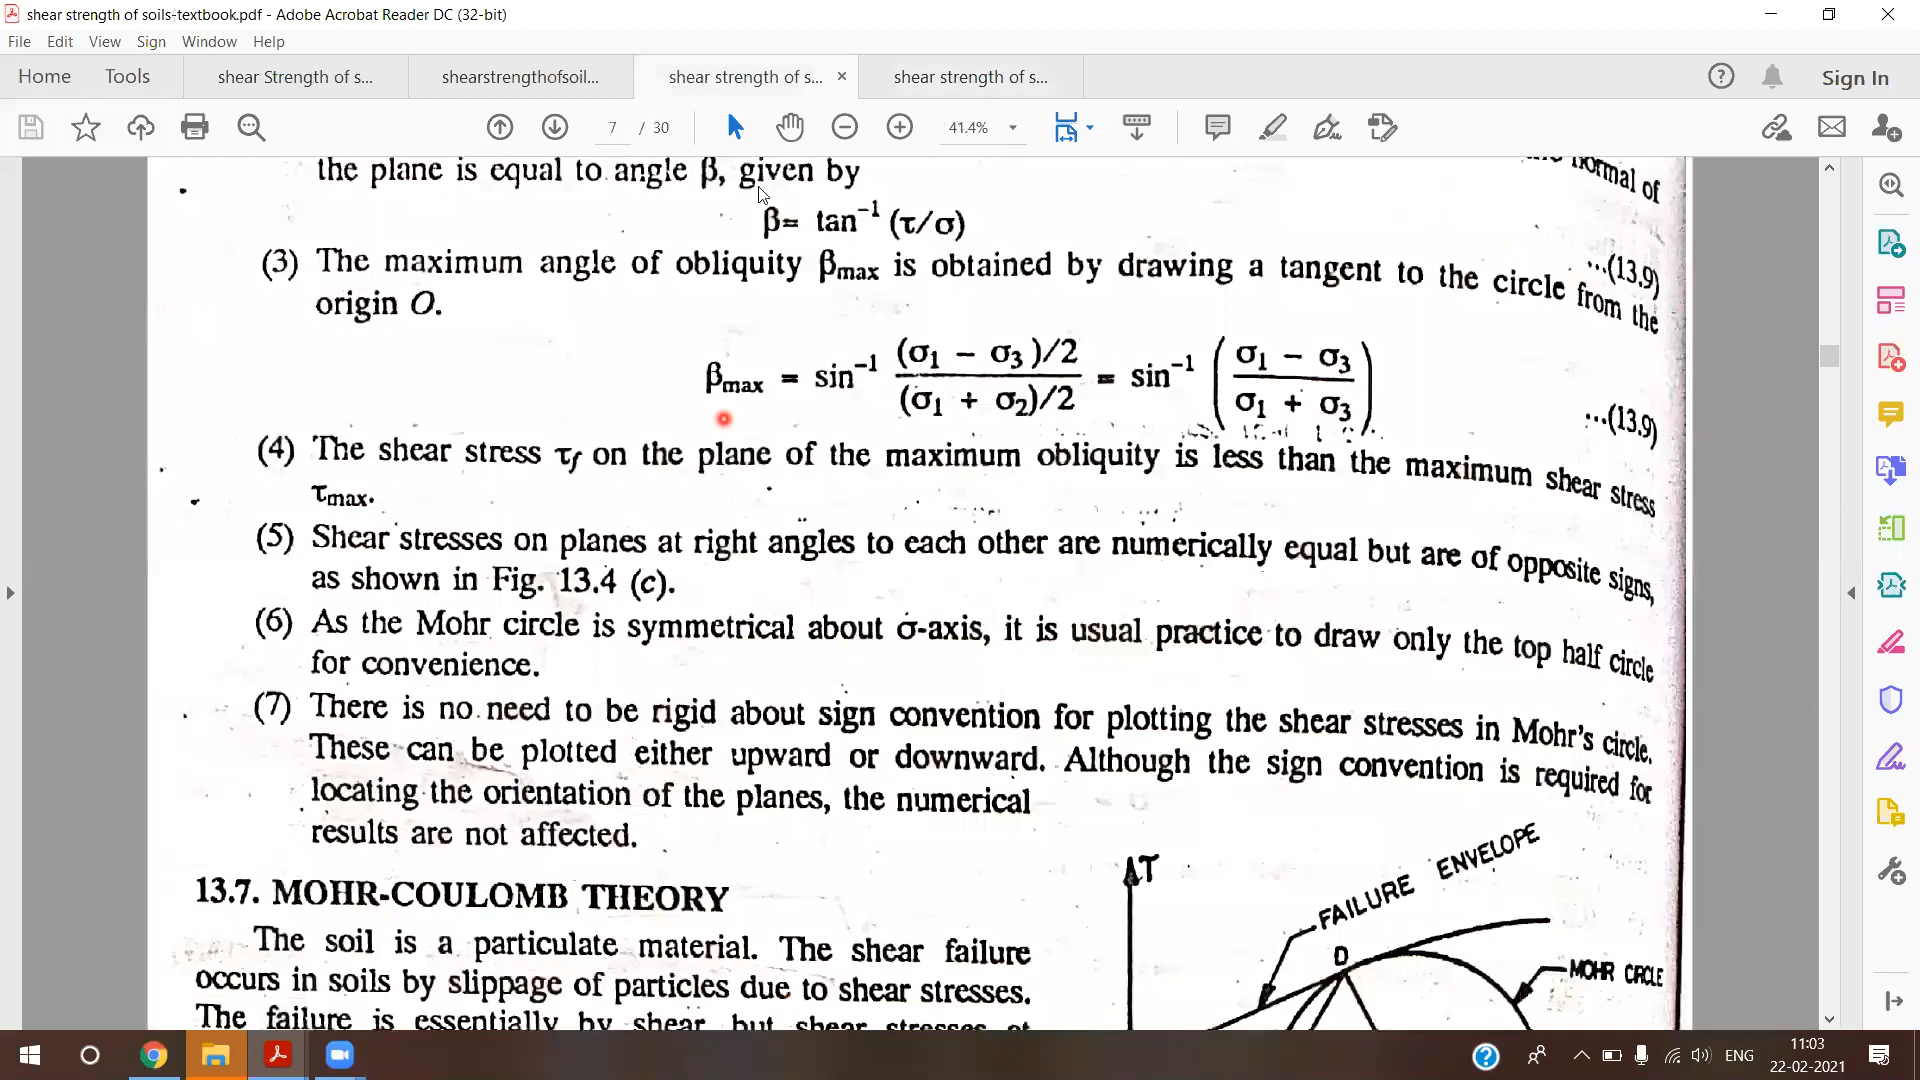 shear strength of soils-textbook.pdf - Adobe Acrobat Reader DC (32-bit)
File Edit View Sign Window Help
Home Tools shear Strength of s... shearstrengthofsoil... shear strength of s... × shear strength of s... Sign In
7 / 30 41.4%
normal of
the plane is equal to angle β, given by
β= tan⁻¹ (τ/σ)
...(13.9)
(3) The maximum angle of obliquity βmax is obtained by drawing a tangent to the circle from the
origin O.
βmax = sin⁻¹ (σ1 − σ3)/2 / (σ1 + σ2)/2 = sin⁻¹ (σ1 − σ3 / σ1 + σ3)
...(13.9)
(4) The shear stress τf on the plane of the maximum obliquity is less than the maximum shear stress
τmax.
(5) Shear stresses on planes at right angles to each other are numerically equal but are of opposite signs,
as shown in Fig. 13.4 (c).
(6) As the Mohr circle is symmetrical about σ-axis, it is usual practice to draw only the top half circle
for convenience.
(7) There is no need to be rigid about sign convention for plotting the shear stresses in Mohr's circle.
These can be plotted either upward or downward. Although the sign convention is required for
locating the orientation of the planes, the numerical
results are not affected.
13.7. MOHR-COULOMB THEORY
The soil is a particulate material. The shear failure
occurs in soils by slippage of particles due to shear stresses.
The failure is essentially by shear, but shear stresses at
τ
FAILURE ENVELOPE
D
MOHR CIRCLE
ENG
11:03
22-02-2021